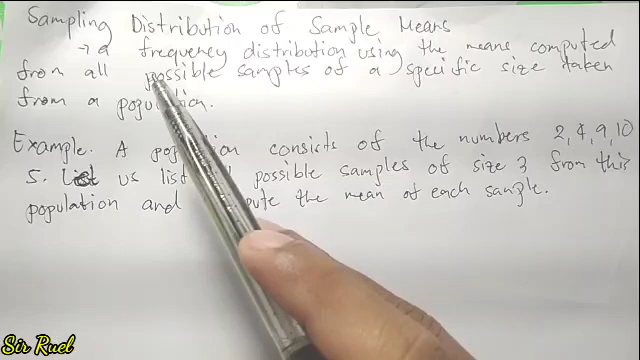 Sampling Distribution of Sample Means
→ a frequency distribution using the means computed
from all possible samples of a specific size taken
from a
Example. A consists of the numbers 2, 4, 9, 10
5. Let us list possible samples of size 3 from this
population and the mean of each sample.
Sir Ruel